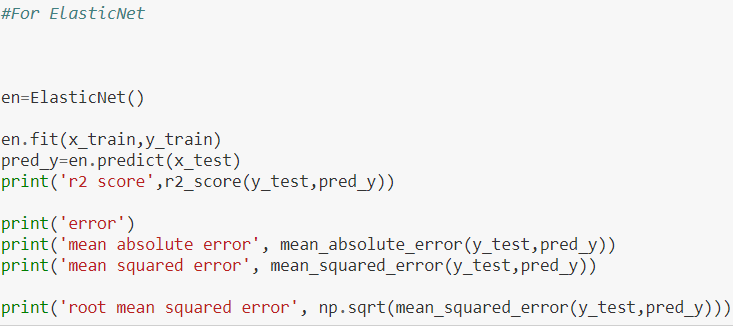 #For ElasticNet
en=ElasticNet()
en.fit(x_train,y_train)
pred_y=en.predict(x_test)
print('r2 score',r2_score(y_test,pred_y))
print('error')
print('mean absolute error', mean_absolute_error(y_test,pred_y))
print('mean squared error', mean_squared_error(y_test,pred_y))
print('root mean squared error', np.sqrt(mean_squared_error(y_test,pred_y)))